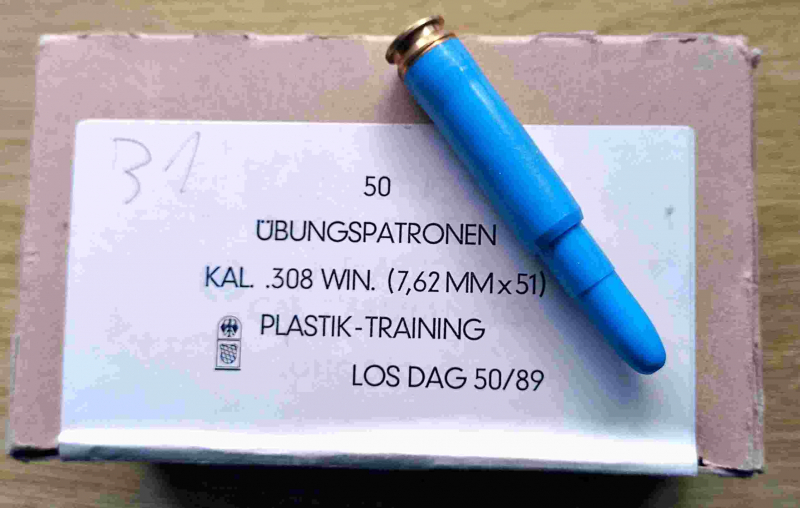 31
50
ÜBUNGSPATRONEN
KAL. .308 WIN. (7,62 MM x 51)
PLASTIK-TRAINING
LOS DAG 50/89